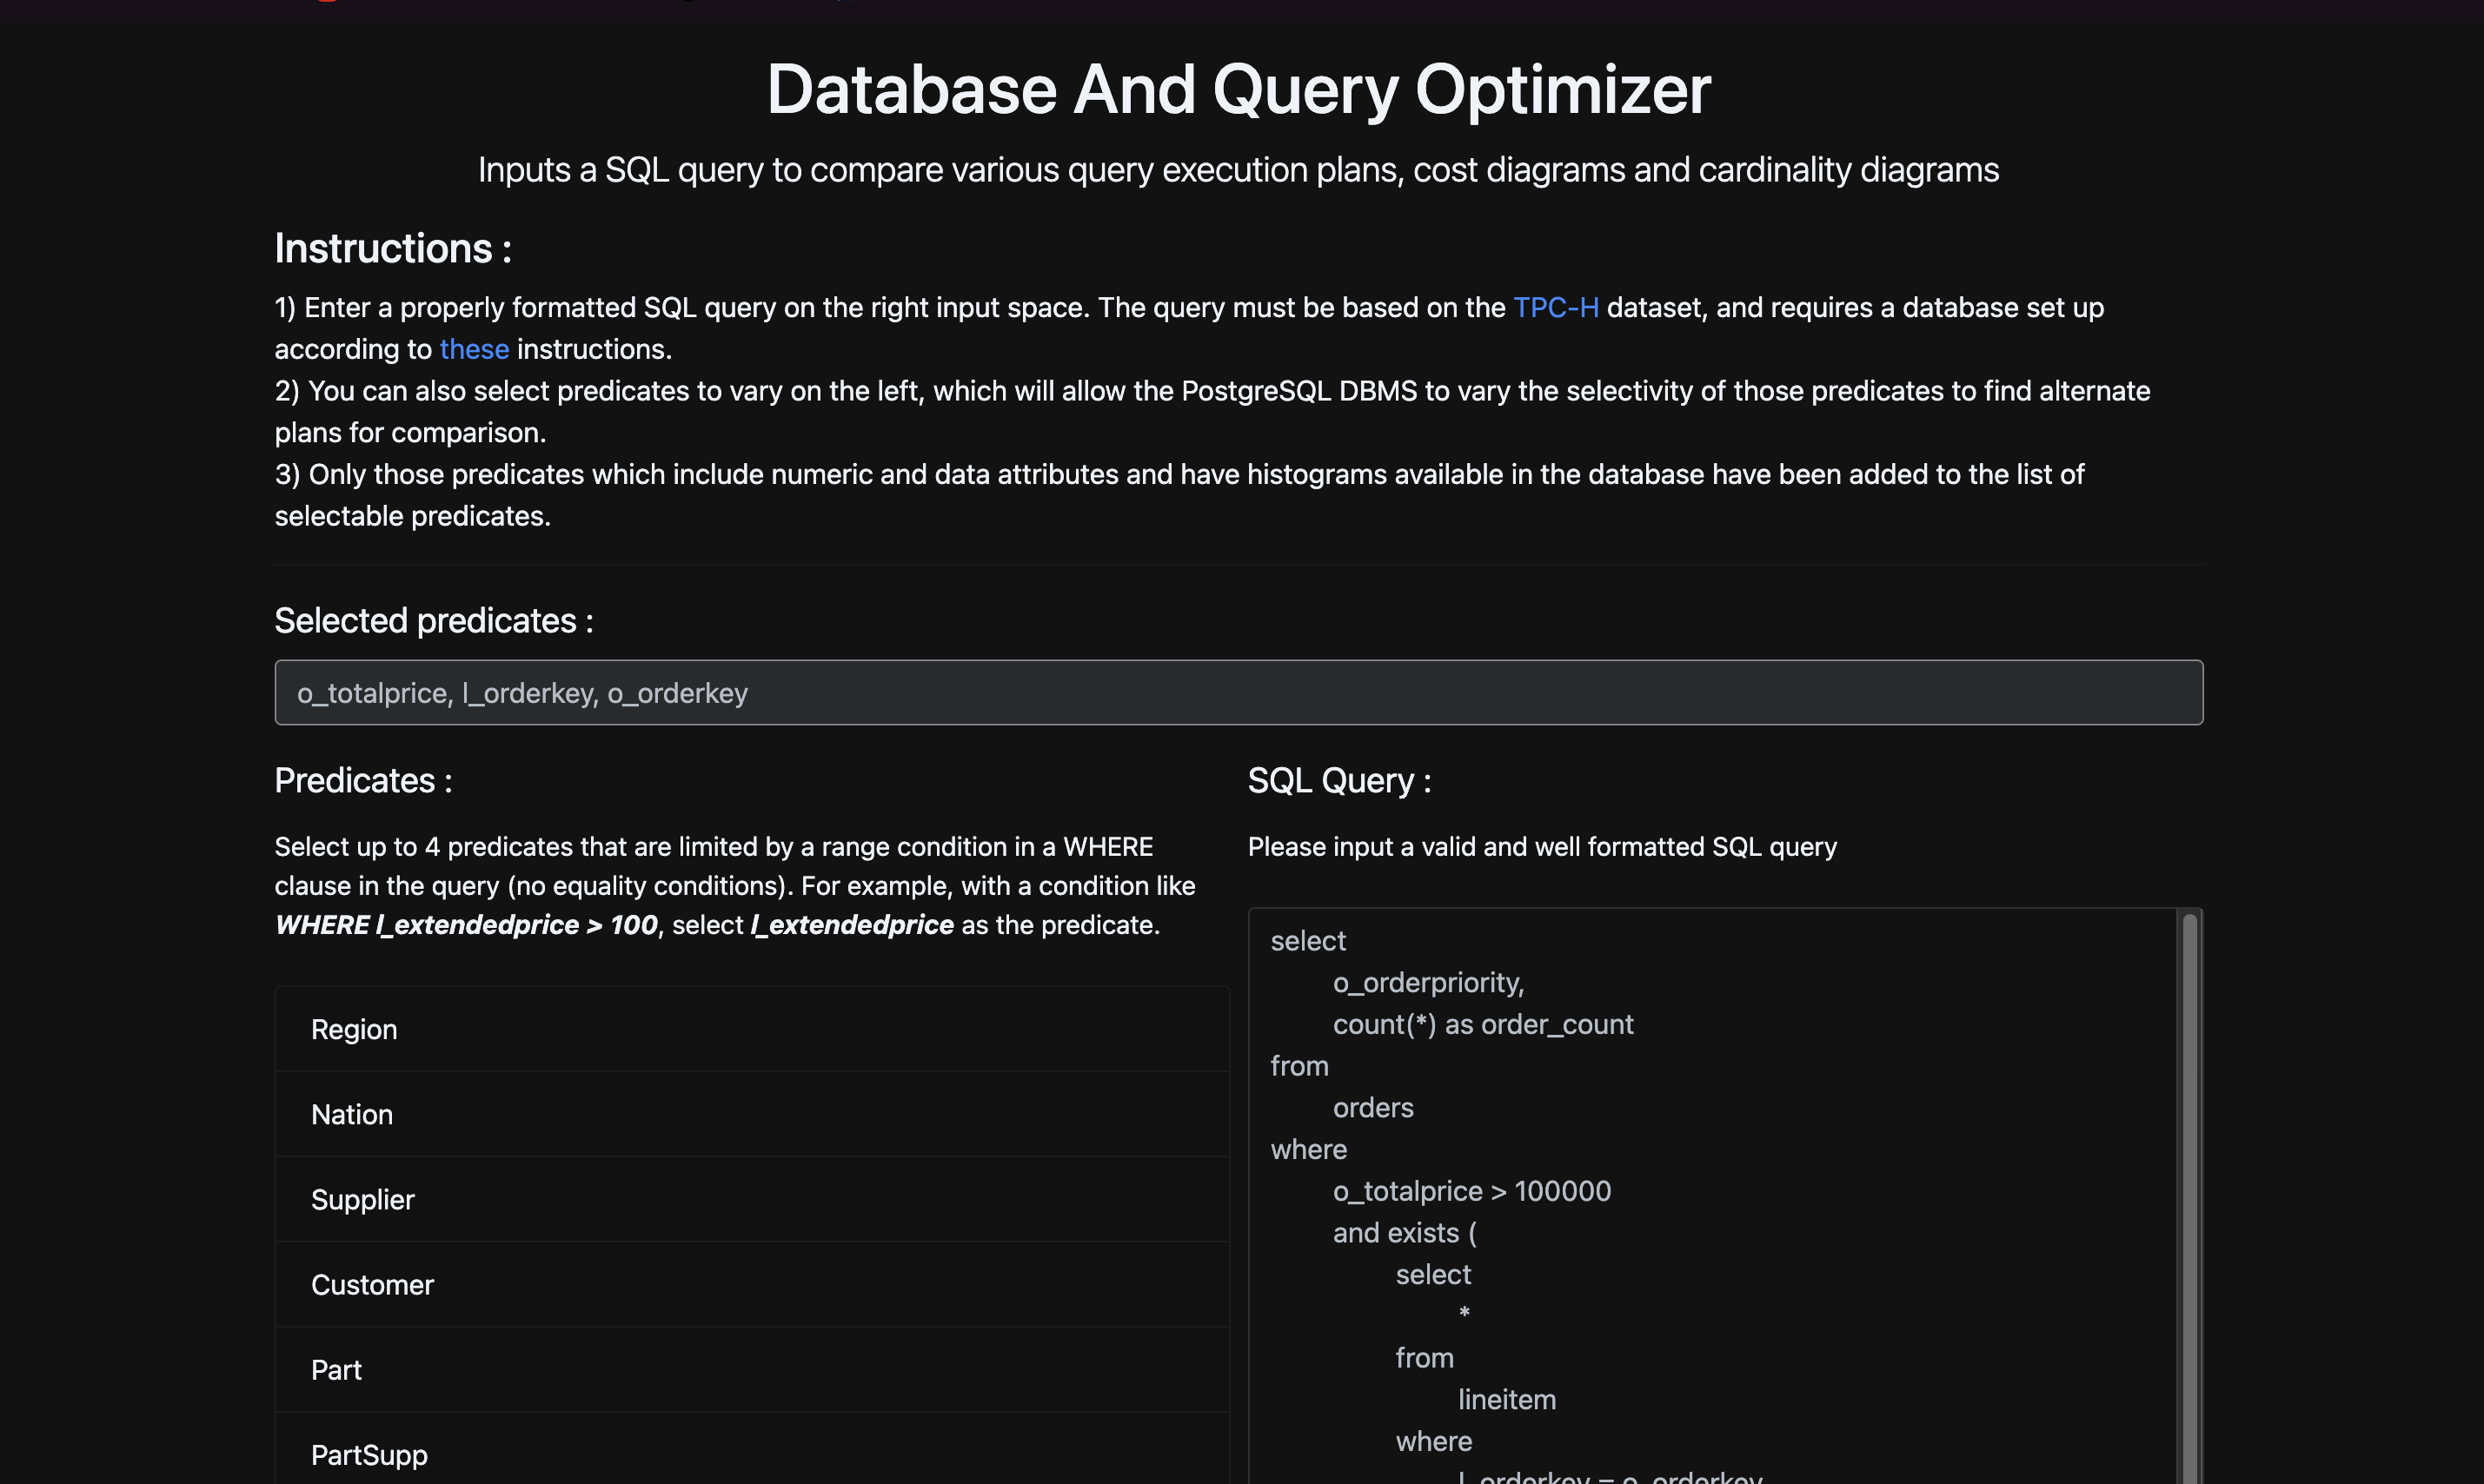 Database And Query Optimizer
Inputs a SQL query to compare various query execution plans, cost diagrams and cardinality diagrams
Instructions :
1) Enter a properly formatted SQL query on the right input space. The query must be based on the TPC-H dataset, and requires a database set up
according to these instructions.
2) You can also select predicates to vary on the left, which will allow the PostgreSQL DBMS to vary the selectivity of those predicates to find alternate
plans for comparison.
3) Only those predicates which include numeric and data attributes and have histograms available in the database have been added to the list of
selectable predicates.
Selected predicates :
o_totalprice, l_orderkey, o_orderkey
Predicates :
Select up to 4 predicates that are limited by a range condition in a WHERE
clause in the query (no equality conditions). For example, with a condition like
WHERE l_extendedprice > 100, select l_extendedprice as the predicate.
Region
Nation
Supplier
Customer
Part
PartSupp
SQL Query :
Please input a valid and well formatted SQL query
select
o_orderpriority,
count(*) as order_count
from
orders
where
o_totalprice > 100000
and exists (
select
*
from
lineitem
where
l_orderkey = o_orderkey